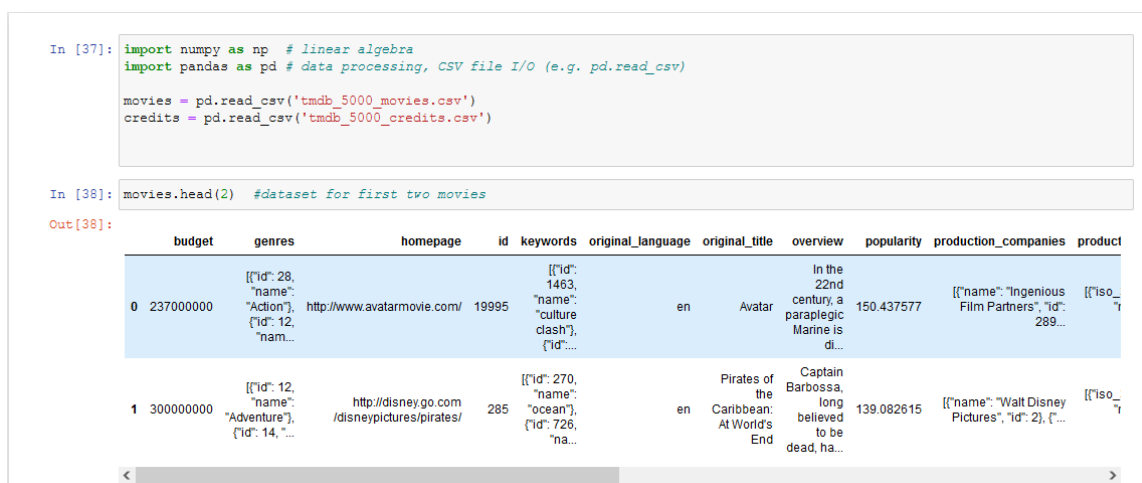 In [37]: import numpy as np  # linear algebra
import pandas as pd # data processing, CSV file I/O (e.g. pd.read_csv)
movies = pd.read_csv('tmdb_5000_movies.csv')
credits = pd.read_csv('tmdb_5000_credits.csv')
In [38]: movies.head(2)  #dataset for first two movies
Out[38]:
budget genres homepage id keywords original_language original_title overview popularity production_companies product
0 237000000 [{"id": 28, "name": "Action"}, {"id": 12, "nam... http://www.avatarmovie.com/ 19995 [{"id": 1463, "name": "culture clash"}, {"id":... en Avatar In the 22nd century, a paraplegic Marine is di... 150.437577 [{"name": "Ingenious Film Partners", "id": 289... [{"iso_
1 300000000 [{"id": 12, "name": "Adventure"}, {"id": 14, "... http://disney.go.com/disneypictures/pirates/ 285 [{"id": 270, "name": "ocean"}, {"id": 726, "na... en Pirates of the Caribbean: At World's End Captain Barbossa, long believed to be dead, ha... 139.082615 [{"name": "Walt Disney Pictures", "id": 2}, {"... [{"iso_